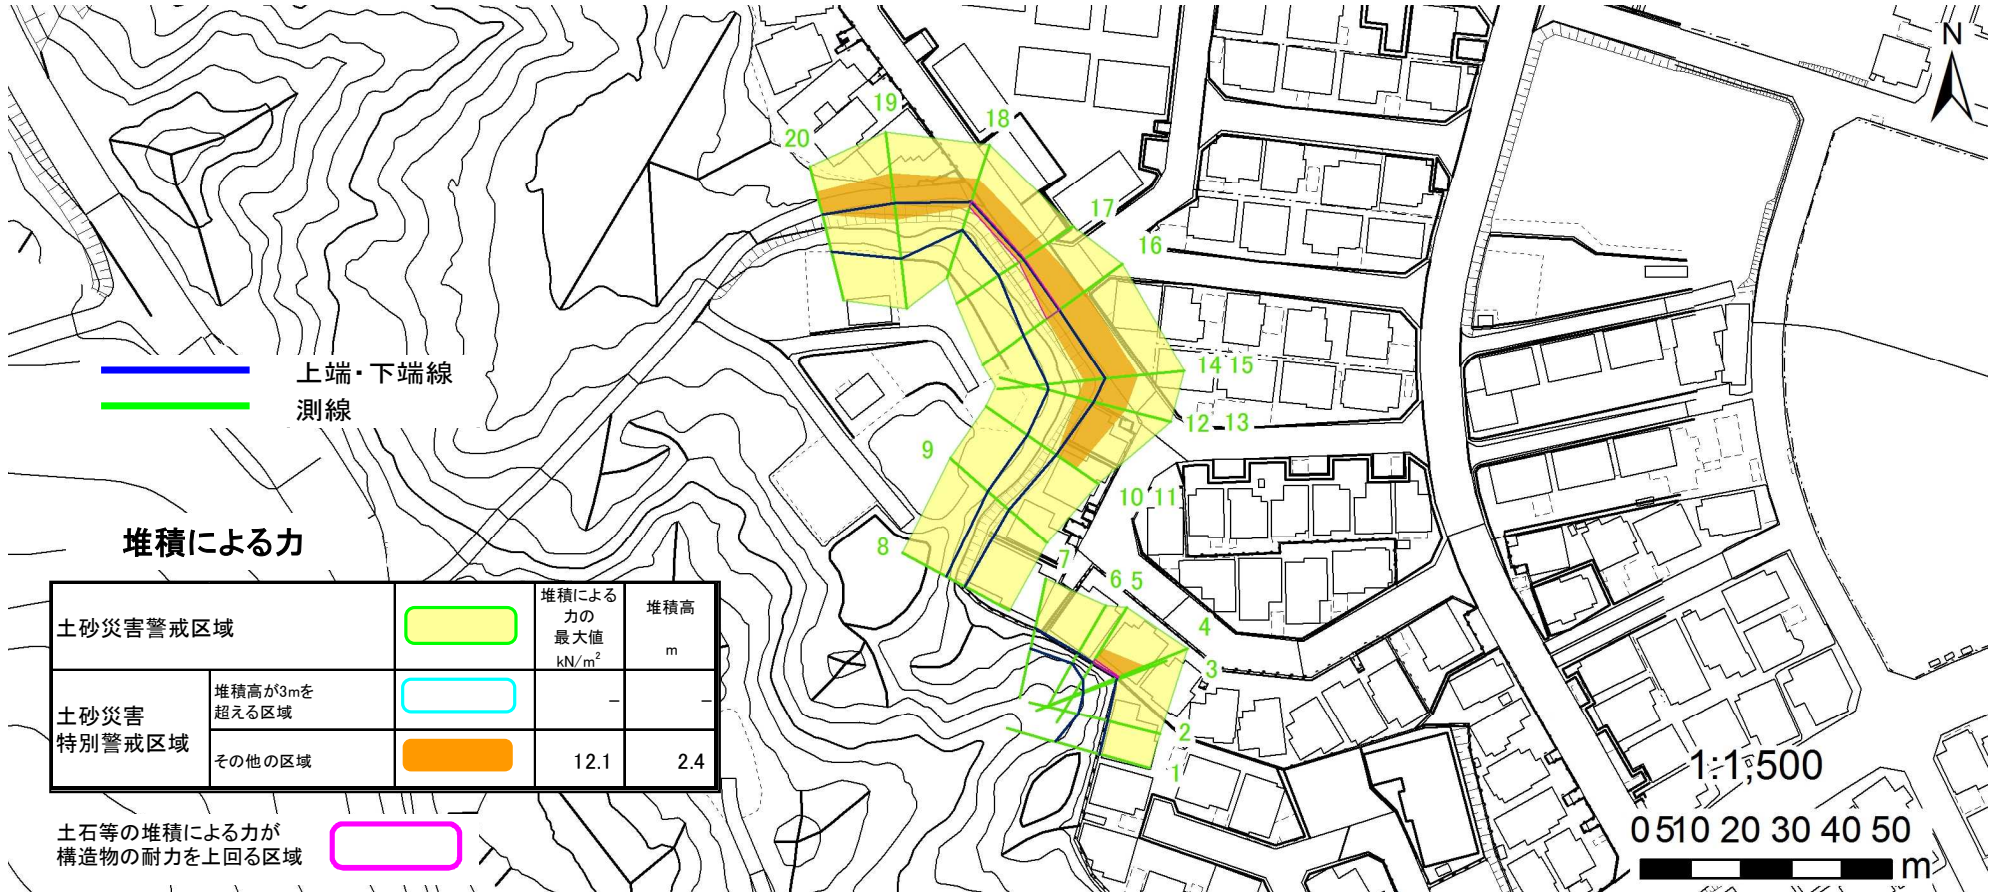 N
19
18
20
17
16
上端・下端線
測線
14 15
12 13
9
10 11
8
7
6 5
4
3
2
1
堆積による力
土砂災害警戒区域
堆積による
力の
最大値
kN/m²
堆積高
m
土砂災害
特別警戒区域
堆積高が3mを
超える区域
－
－
その他の区域
12.1
2.4
土石等の堆積による力が
構造物の耐力を上回る区域
1:1,500
0 5 10 20 30 40 50
m